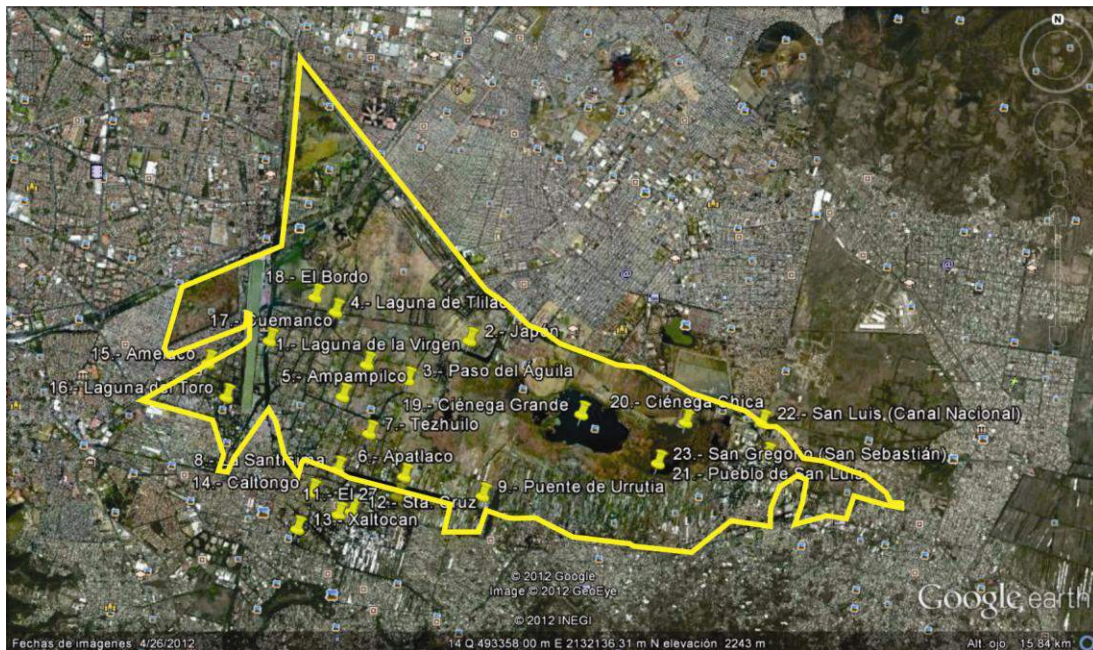 N
18.- El Bordo
4.- Laguna de Tlilac
17.- Cuemanco
2.- Japón
1.- Laguna de la Virgen
15.- Amelaco
5.- Ampampilco
3.- Paso del Águila
16.- Laguna del Toro
19.- Ciénega Grande
20.- Ciénega Chica
22.- San Luis,(Canal Nacional)
7.- Tezhuilo
23.- San Gregorio (San Sebastián)
8.- La Santísima
6.- Apatlaco
21.- Pueblo de San Luis
14.- Caltongo
9.- Puente de Urrutia
11.- El 27
12.- Sta. Cruz
13.- Xaltocan
© 2012 Google
Image © 2012 GeoEye
© 2012 INEGI
Google earth
Fechas de imágenes 4/26/2012
14 Q 493358.00 m E 2132136.31 m N elevación 2243 m
Alt. ojo 15.84 km